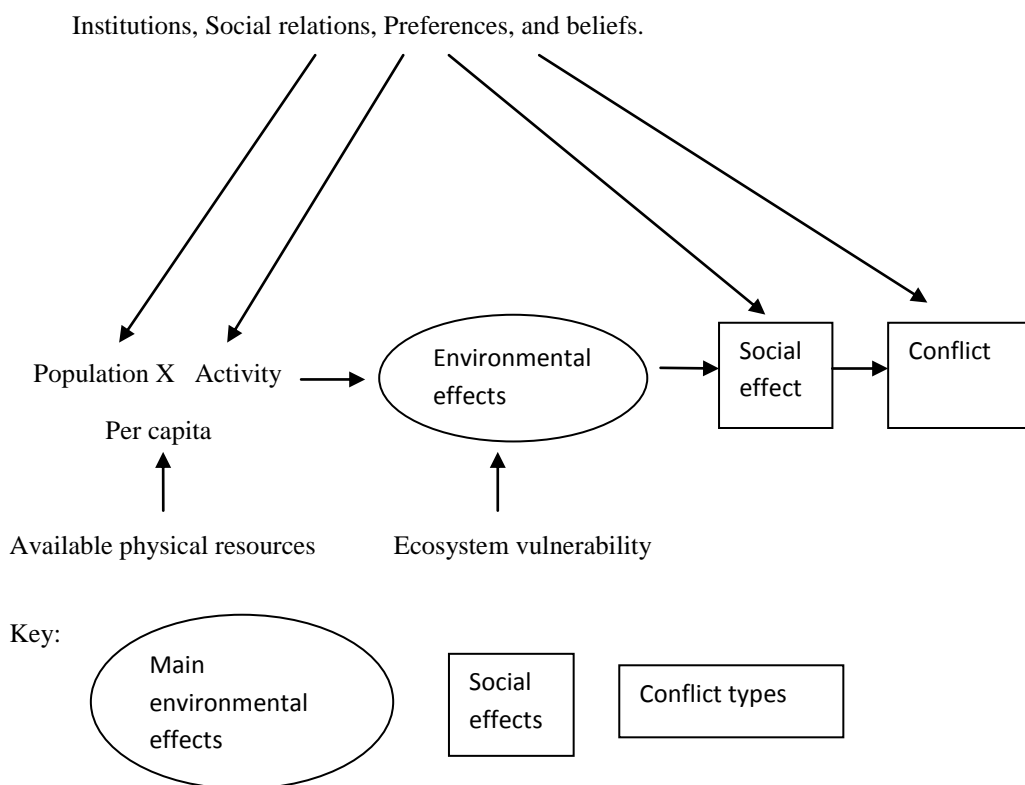 Institutions, Social relations, Preferences, and beliefs.
Population X Activity
Per capita
Environmental
effects
Social
effect
Conflict
Available physical resources
Ecosystem vulnerability
Key:
Main
environmental
effects
Social
effects
Conflict types